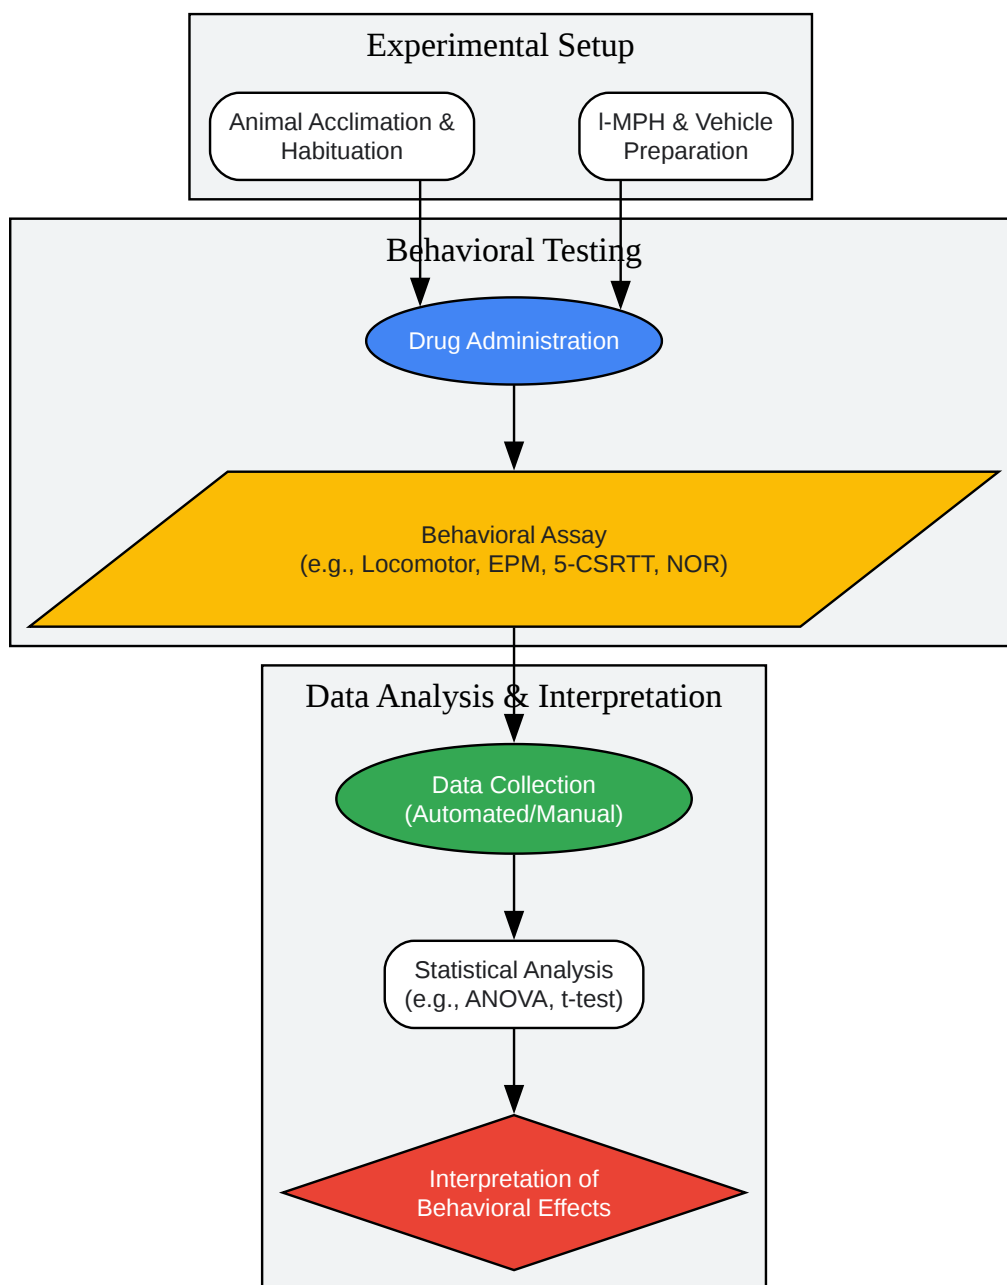 Experimental Setup
Animal Acclimation &
Habituation
l-MPH & Vehicle
Preparation
Behavioral Testing
Drug Administration
Behavioral Assay
(e.g., Locomotor, EPM, 5-CSRTT, NOR)
Data Analysis & Interpretation
Data Collection
(Automated/Manual)
Statistical Analysis
(e.g., ANOVA, t-test)
Interpretation of
Behavioral Effects